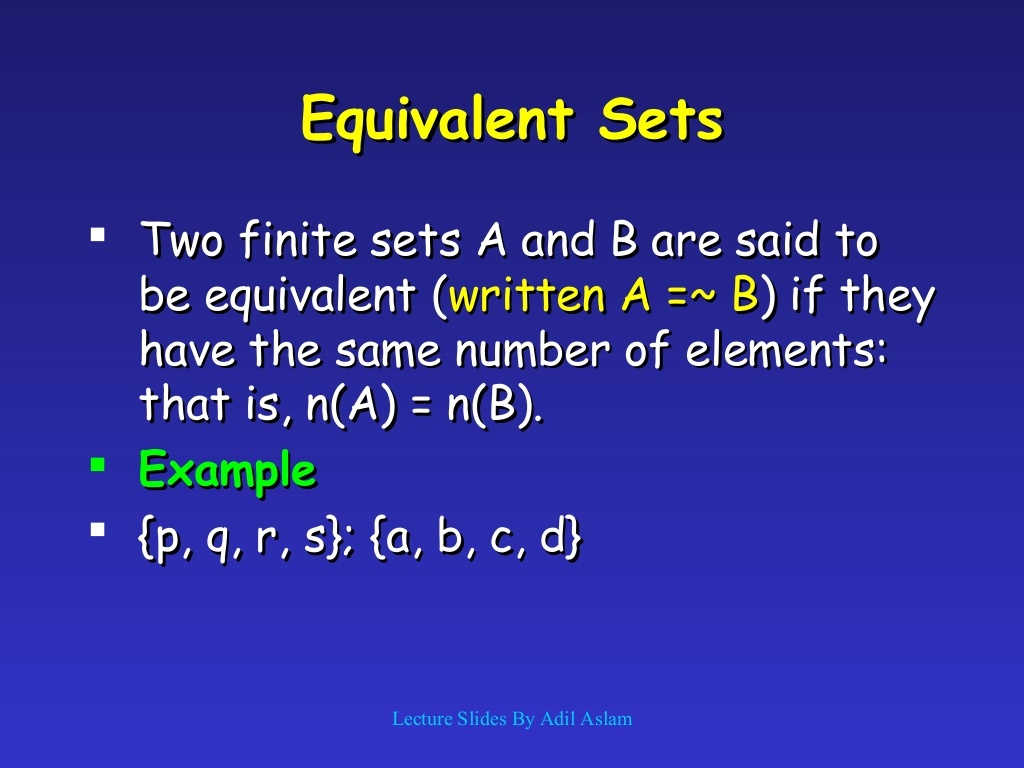 Equivalent Sets
▪ Two finite sets A and B are said to
be equivalent (written A =~ B) if they
have the same number of elements:
that is, n(A) = n(B).
▪ Example
▪ {p, q, r, s}; {a, b, c, d}
Lecture Slides By Adil Aslam